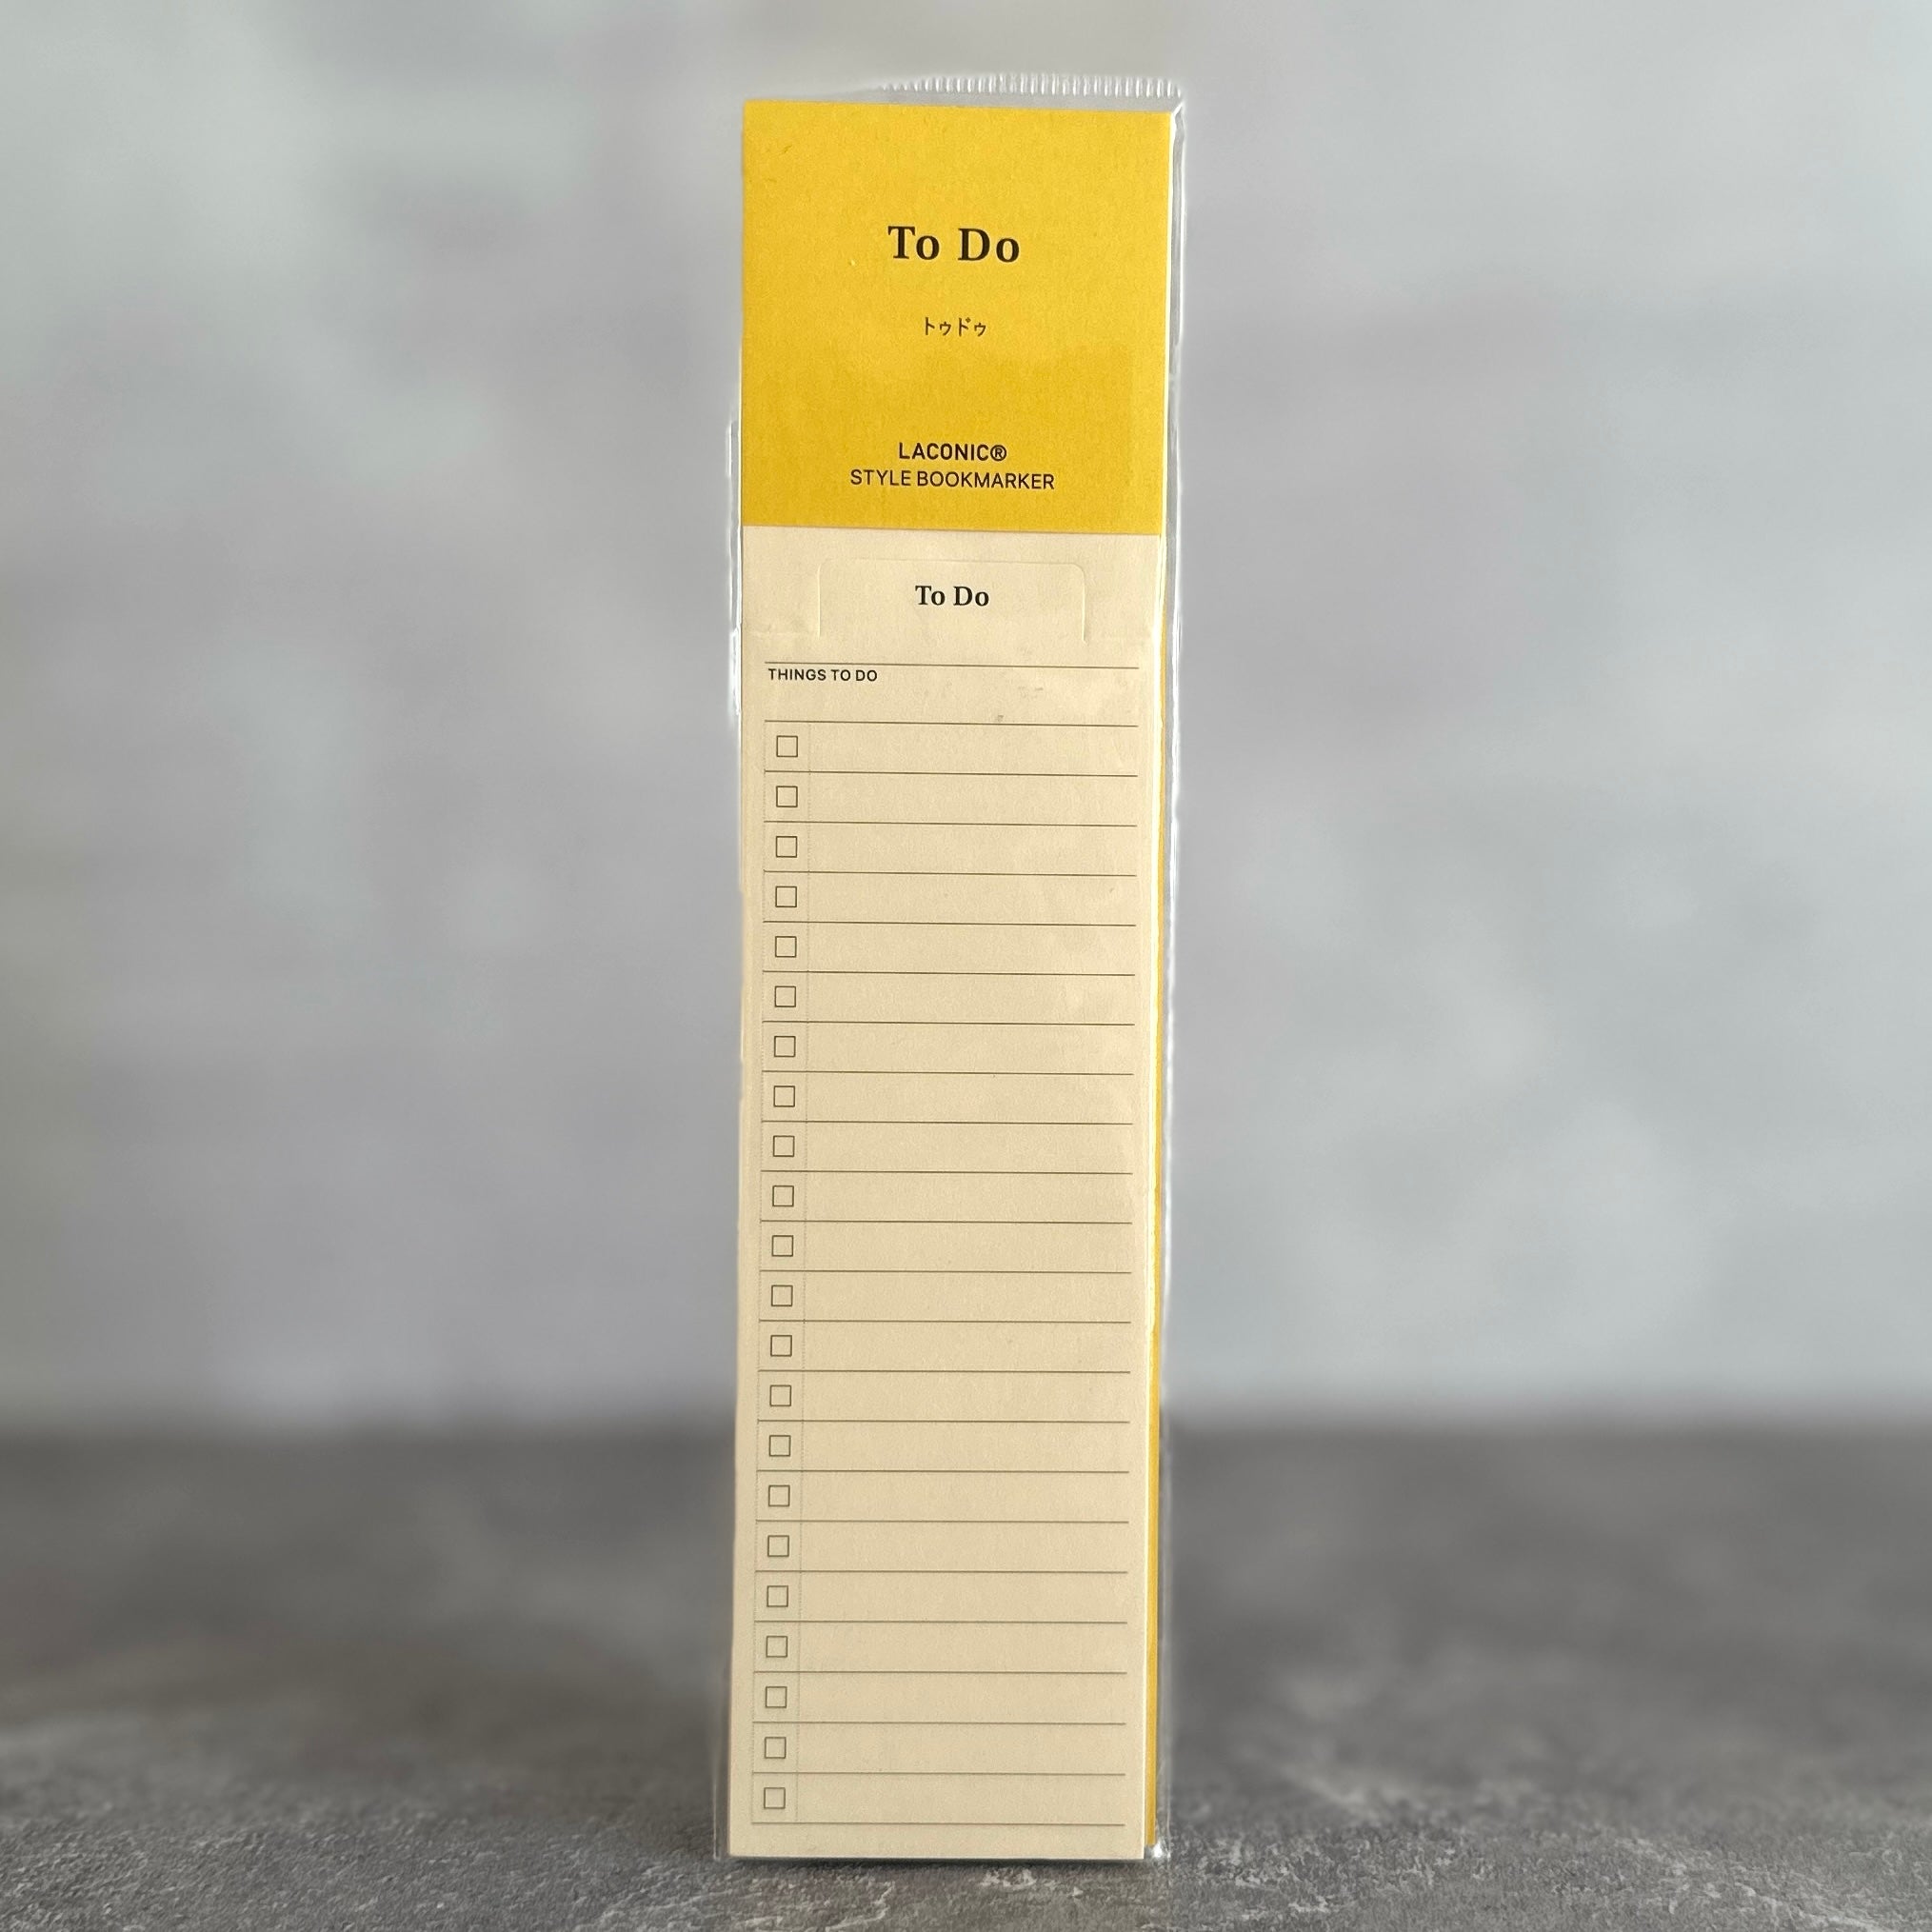 To Do
トゥドゥ
LACONIC®
STYLE BOOKMARKER
To Do
THINGS TO DO